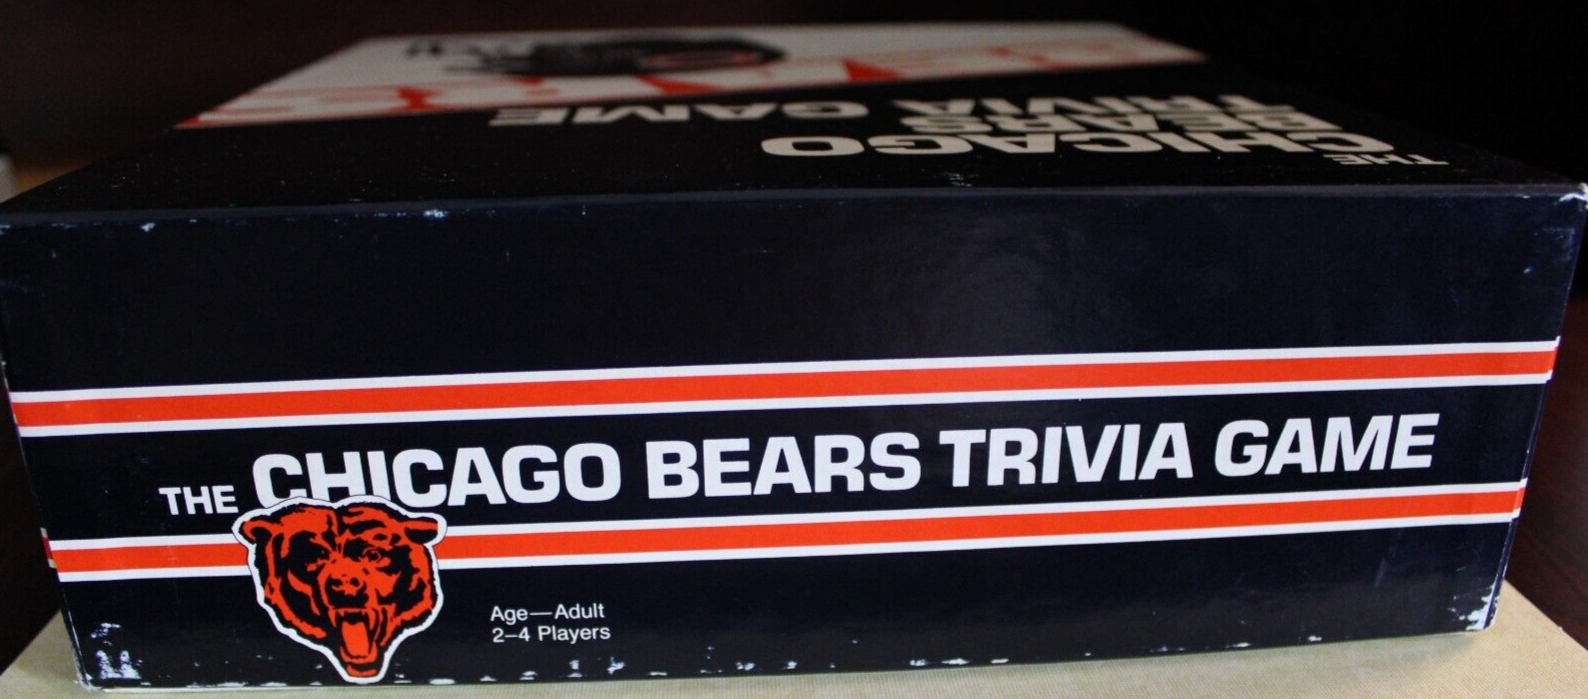 THE CHICAGO
BEARS
TRIVIA GAME
THE CHICAGO BEARS TRIVIA GAME
Age—Adult
2–4 Players